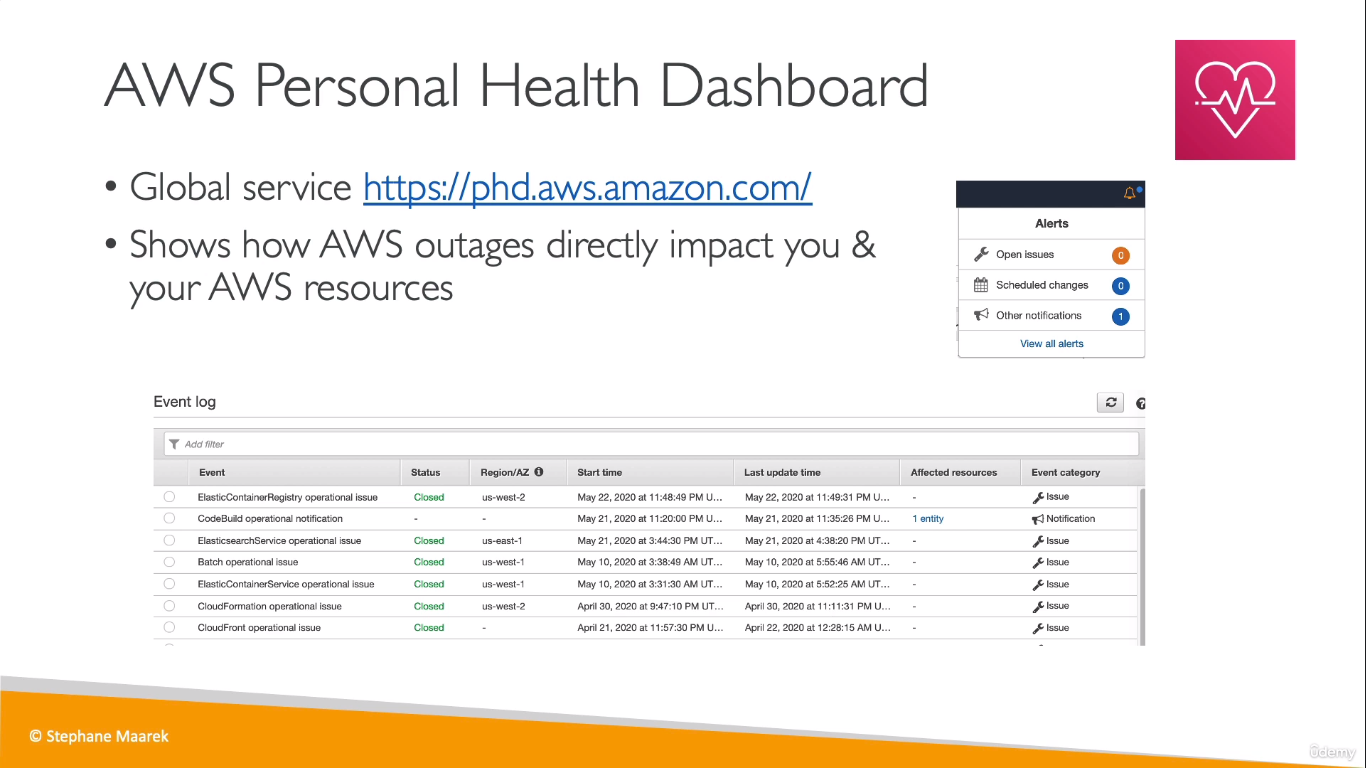 AWS Personal Health Dashboard
• Global service https://phd.aws.amazon.com/
• Shows how AWS outages directly impact you &
your AWS resources
Alerts
Open issues 0
Scheduled changes 0
Other notifications 1
View all alerts
Event log
Add filter
Event Status Region/AZ Start time Last update time Affected resources Event category
ElasticContainerRegistry operational issue Closed us-west-2 May 22, 2020 at 11:48:49 PM U... May 22, 2020 at 11:49:31 PM U... - Issue
CodeBuild operational notification - - May 21, 2020 at 11:20:00 PM U... May 21, 2020 at 11:35:26 PM U... 1 entity Notification
ElasticsearchService operational issue Closed us-east-1 May 21, 2020 at 3:44:30 PM UT... May 21, 2020 at 4:38:20 PM UT... - Issue
Batch operational issue Closed us-west-1 May 10, 2020 at 3:38:49 AM UT... May 10, 2020 at 5:55:46 AM UT... - Issue
ElasticContainerService operational issue Closed us-west-1 May 10, 2020 at 3:31:30 AM UT... May 10, 2020 at 5:52:25 AM UT... - Issue
CloudFormation operational issue Closed us-west-2 April 30, 2020 at 9:47:10 PM UT... April 30, 2020 at 11:11:31 PM U... - Issue
CloudFront operational issue Closed - April 21, 2020 at 11:57:30 PM U... April 22, 2020 at 12:28:15 AM U... - Issue
© Stephane Maarek
ûdemy